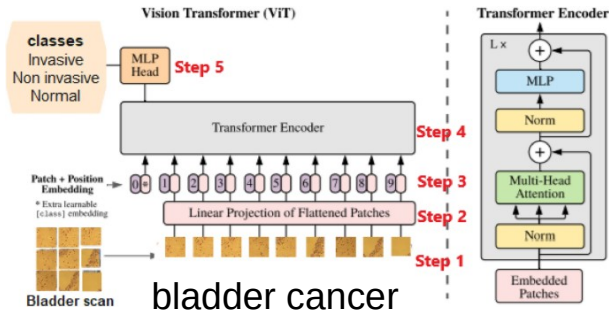 Vision Transformer (ViT)
classes
Invasive
Non invasive
Normal
MLP
Head
Step 5
Transformer Encoder
Step 4
Patch + Position
Embedding
* Extra learnable
[class] embedding
0 * 1 2 3 4 5 6 7 8 9
Step 3
Linear Projection of Flattened Patches
Step 2
Step 1
Bladder scan
bladder cancer
Transformer Encoder
L ×
+
MLP
Norm
+
Multi-Head
Attention
Norm
Embedded
Patches